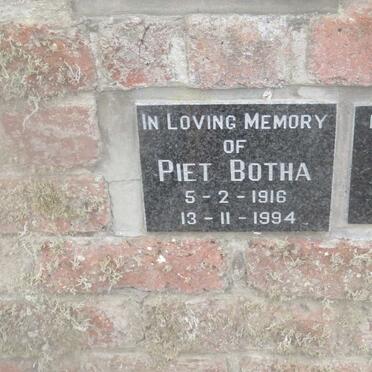 In Loving Memory
of
Piet Botha
5 - 2 - 1916
13 - 11 - 1994